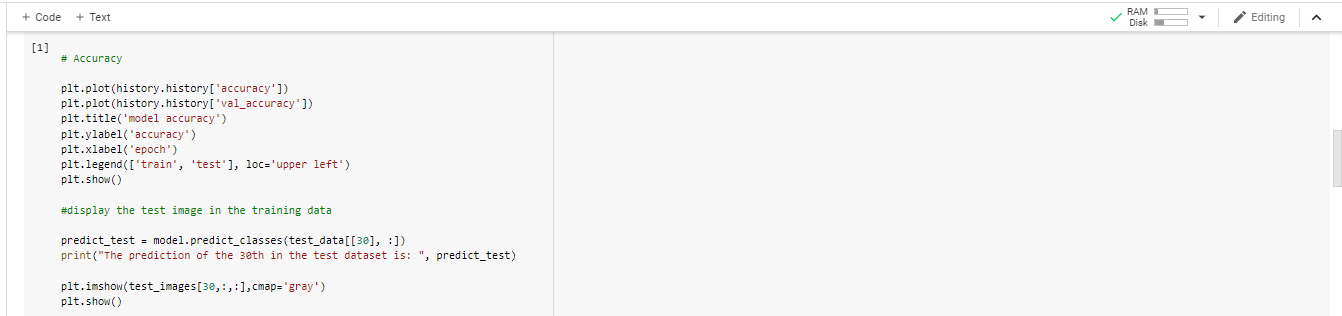 + Code + Text
RAM
Disk
Editing
[1]
# Accuracy
plt.plot(history.history['accuracy'])
plt.plot(history.history['val_accuracy'])
plt.title('model accuracy')
plt.ylabel('accuracy')
plt.xlabel('epoch')
plt.legend(['train', 'test'], loc='upper left')
plt.show()
#display the test image in the training data
predict_test = model.predict_classes(test_data[[30], :])
print("The prediction of the 30th in the test dataset is: ", predict_test)
plt.imshow(test_images[30,:,:],cmap='gray')
plt.show()